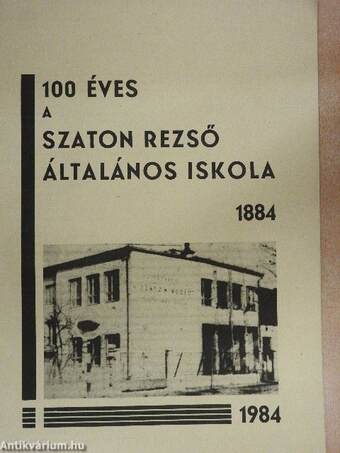 100 ÉVES
A
SZATON REZSŐ
ÁLTALÁNOS ISKOLA
1884
1984
Antikvárium.hu